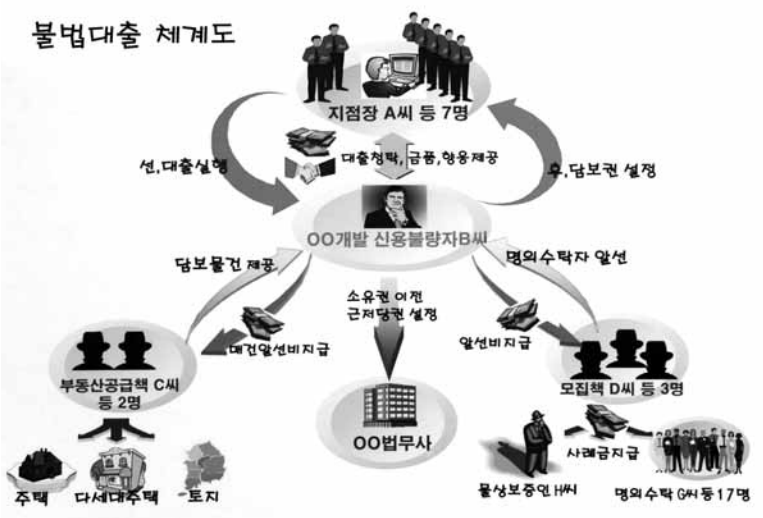 불법대출 체계도
지점장 A씨 등 7명
선,대출실행
대출청탁, 금품,향응제공
후,담보권 설정
OO개발 신용불량자B씨
담보물건 제공
명의수탁자 알선
소유권 이전
근저당권 설정
매건알선비지급
알선비지급
부동산공급책 C씨
등 2명
모집책 D씨 등 3명
OO법무사
사례금지급
주택
다세대주택
토지
물상보증인 H씨
명의수탁 G씨 등 17명